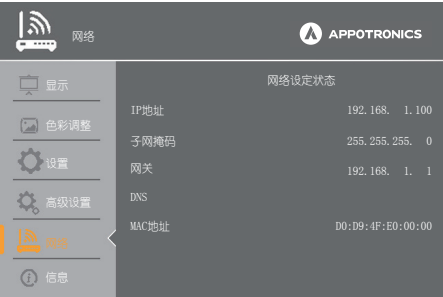 网络
APPOTRONICS
显示
色彩调整
设置
高级设置
网络
信息
网络设定状态
IP地址 192.168. 1.100
子网掩码 255.255.255. 0
网关 192.168. 1. 1
DNS
MAC地址 D0:D9:4F:E0:00:00